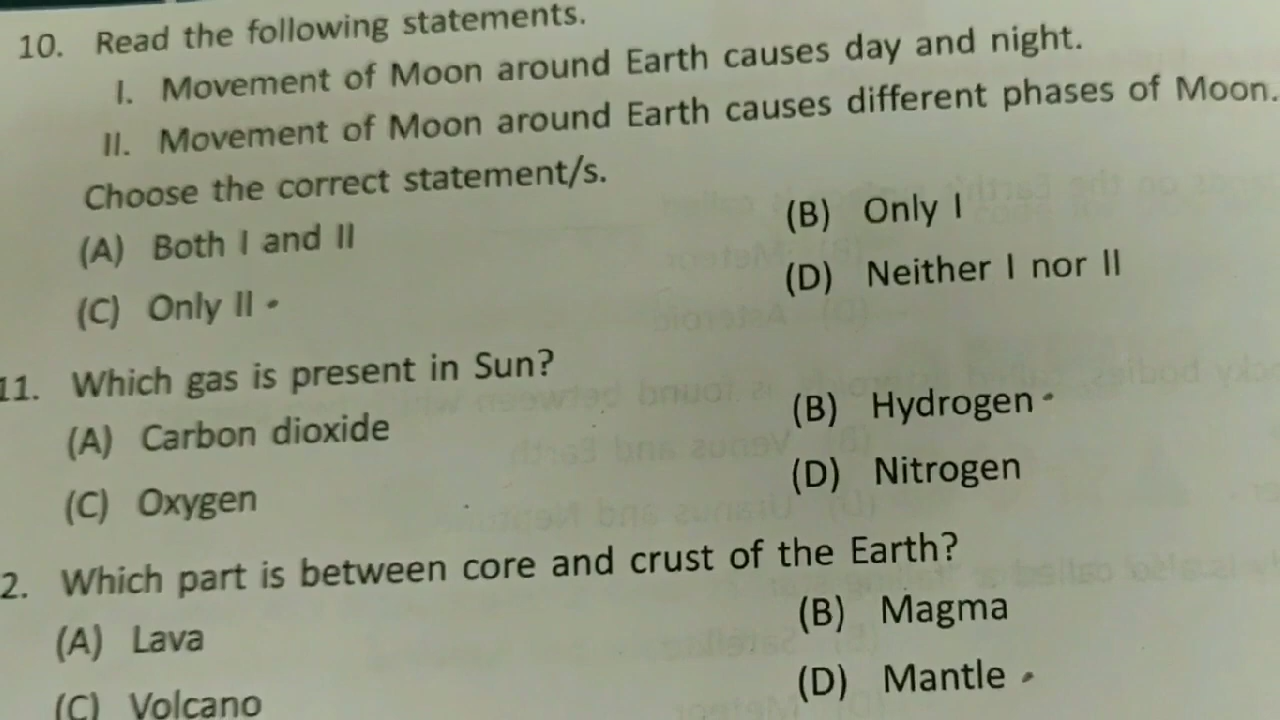 10. Read the following statements.
I. Movement of Moon around Earth causes day and night.
II. Movement of Moon around Earth causes different phases of Moon.
Choose the correct statement/s.
(A) Both I and II (B) Only I
(C) Only II (D) Neither I nor II
11. Which gas is present in Sun?
(A) Carbon dioxide (B) Hydrogen
(C) Oxygen (D) Nitrogen
2. Which part is between core and crust of the Earth?
(A) Lava (B) Magma
(C) Volcano (D) Mantle